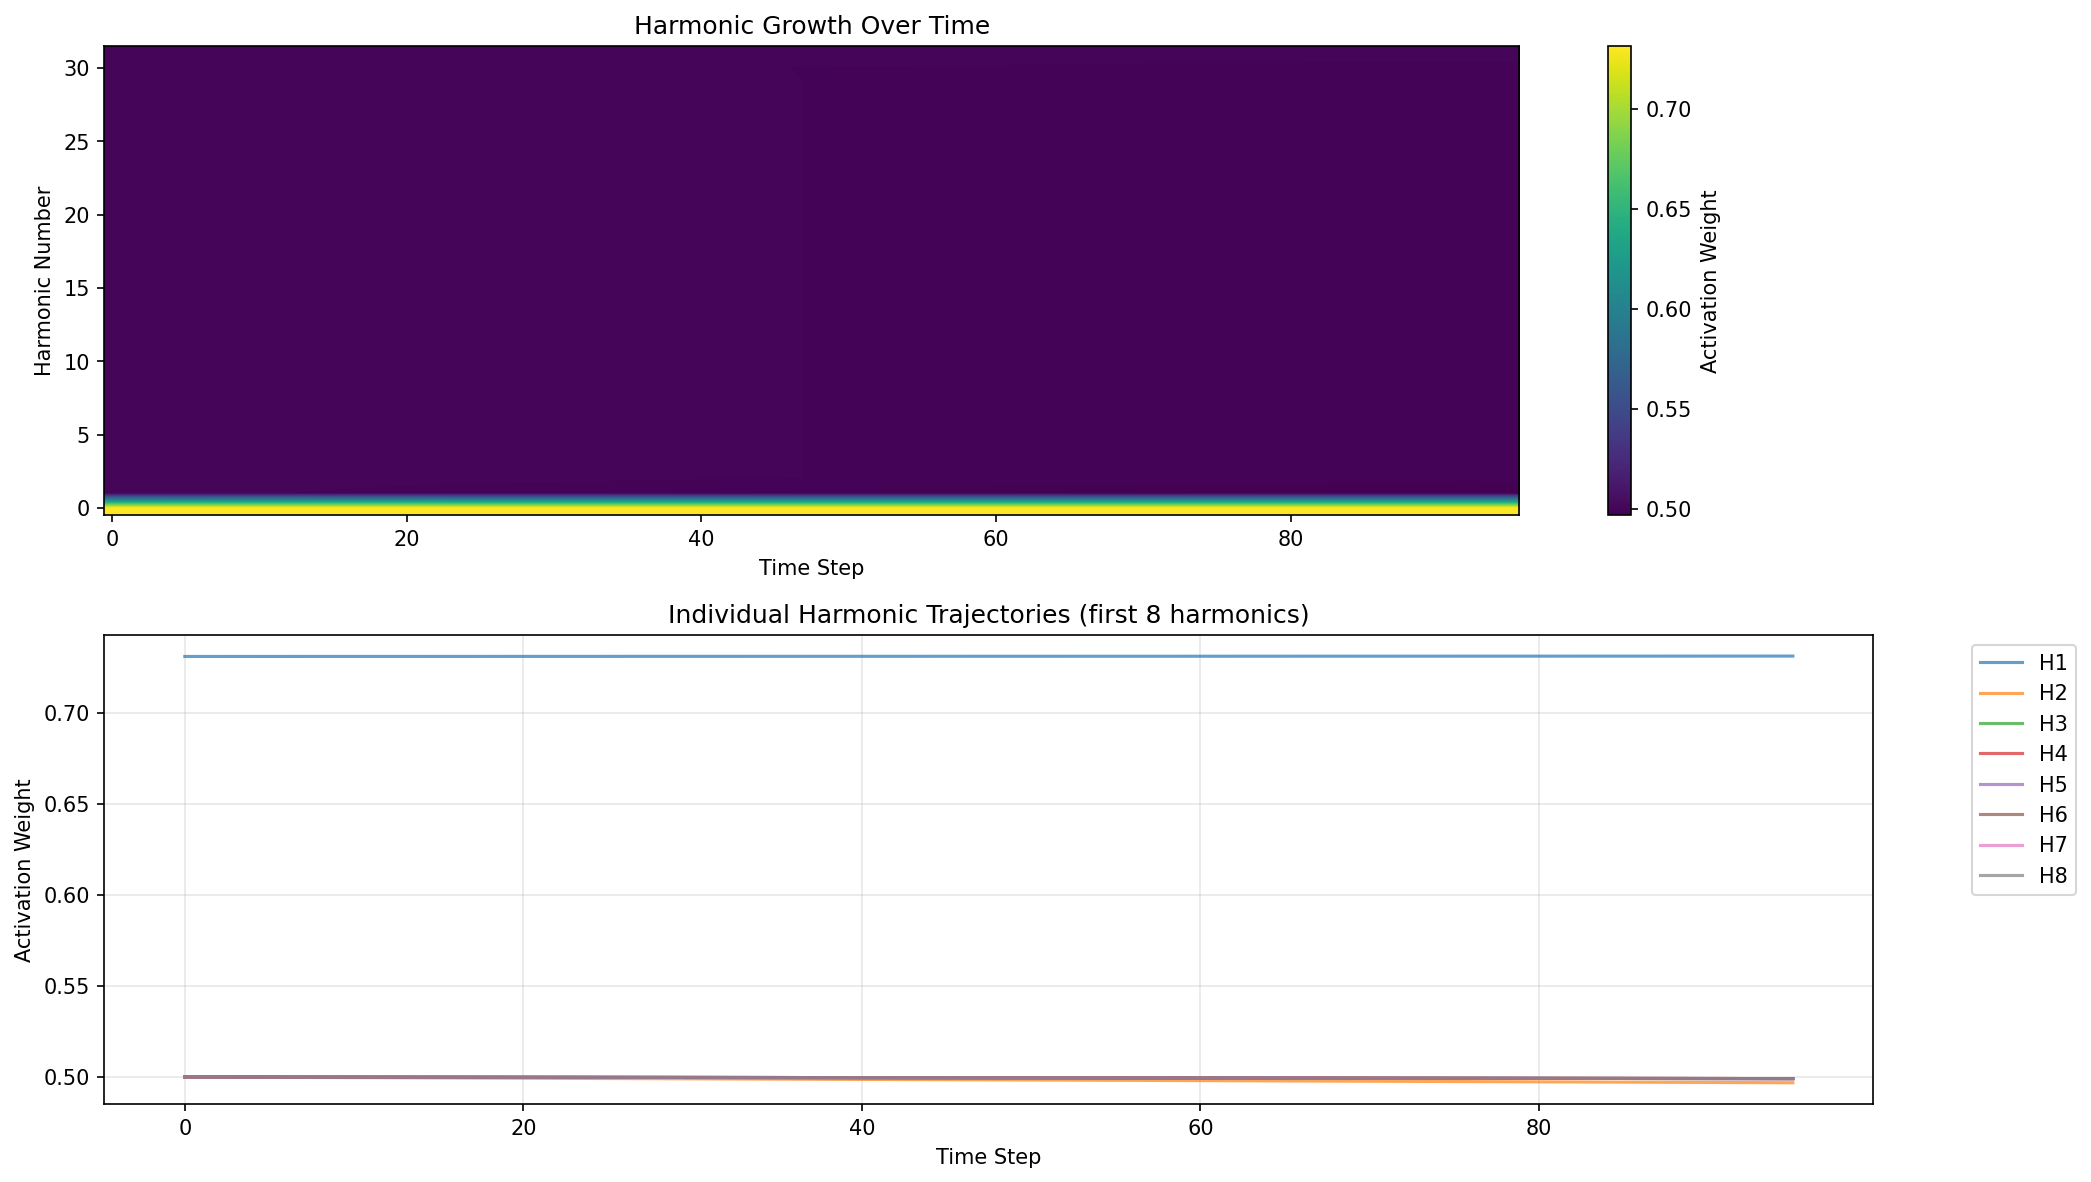 Harmonic Growth Over Time
30
25
20
15
10
5
0
Harmonic Number
0 20 40 60 80
Time Step
0.70
0.65
0.60
0.55
0.50
Activation Weight
Individual Harmonic Trajectories (first 8 harmonics)
0.70
0.65
0.60
0.55
0.50
Activation Weight
0 20 40 60 80
Time Step
H1
H2
H3
H4
H5
H6
H7
H8